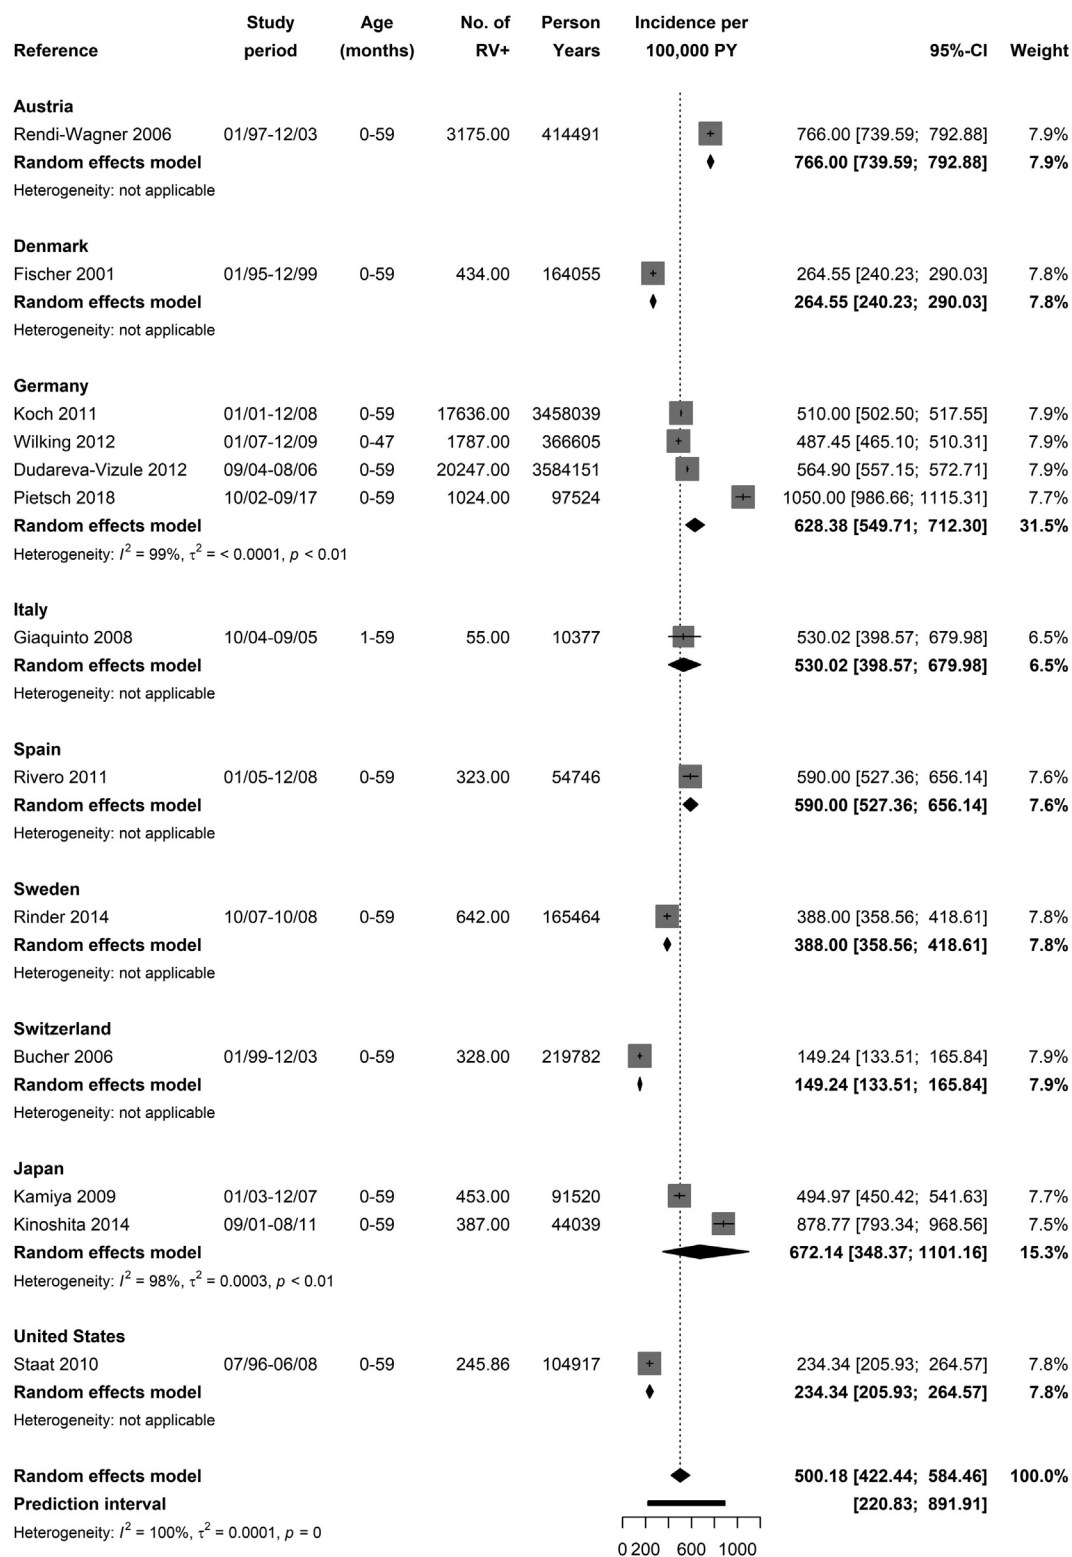 Study Age No. of Person Incidence per
Reference period (months) RV+ Years 100,000 PY 95%-CI Weight
Austria
Rendi-Wagner 2006 01/97-12/03 0-59 3175.00 414491 766.00 [739.59; 792.88] 7.9%
Random effects model 766.00 [739.59; 792.88] 7.9%
Heterogeneity: not applicable
Denmark
Fischer 2001 01/95-12/99 0-59 434.00 164055 264.55 [240.23; 290.03] 7.8%
Random effects model 264.55 [240.23; 290.03] 7.8%
Heterogeneity: not applicable
Germany
Koch 2011 01/01-12/08 0-59 17636.00 3458039 510.00 [502.50; 517.55] 7.9%
Wilking 2012 01/07-12/09 0-47 1787.00 366605 487.45 [465.10; 510.31] 7.9%
Dudareva-Vizule 2012 09/04-08/06 0-59 20247.00 3584151 564.90 [557.15; 572.71] 7.9%
Pietsch 2018 10/02-09/17 0-59 1024.00 97524 1050.00 [986.66; 1115.31] 7.7%
Random effects model 628.38 [549.71; 712.30] 31.5%
Heterogeneity: I² = 99%, τ² = < 0.0001, p < 0.01
Italy
Giaquinto 2008 10/04-09/05 1-59 55.00 10377 530.02 [398.57; 679.98] 6.5%
Random effects model 530.02 [398.57; 679.98] 6.5%
Heterogeneity: not applicable
Spain
Rivero 2011 01/05-12/08 0-59 323.00 54746 590.00 [527.36; 656.14] 7.6%
Random effects model 590.00 [527.36; 656.14] 7.6%
Heterogeneity: not applicable
Sweden
Rinder 2014 10/07-10/08 0-59 642.00 165464 388.00 [358.56; 418.61] 7.8%
Random effects model 388.00 [358.56; 418.61] 7.8%
Heterogeneity: not applicable
Switzerland
Bucher 2006 01/99-12/03 0-59 328.00 219782 149.24 [133.51; 165.84] 7.9%
Random effects model 149.24 [133.51; 165.84] 7.9%
Heterogeneity: not applicable
Japan
Kamiya 2009 01/03-12/07 0-59 453.00 91520 494.97 [450.42; 541.63] 7.7%
Kinoshita 2014 09/01-08/11 0-59 387.00 44039 878.77 [793.34; 968.56] 7.5%
Random effects model 672.14 [348.37; 1101.16] 15.3%
Heterogeneity: I² = 98%, τ² = 0.0003, p < 0.01
United States
Staat 2010 07/96-06/08 0-59 245.86 104917 234.34 [205.93; 264.57] 7.8%
Random effects model 234.34 [205.93; 264.57] 7.8%
Heterogeneity: not applicable
Random effects model 500.18 [422.44; 584.46] 100.0%
Prediction interval [220.83; 891.91]
Heterogeneity: I² = 100%, τ² = 0.0001, p = 0
0 200 600 1000